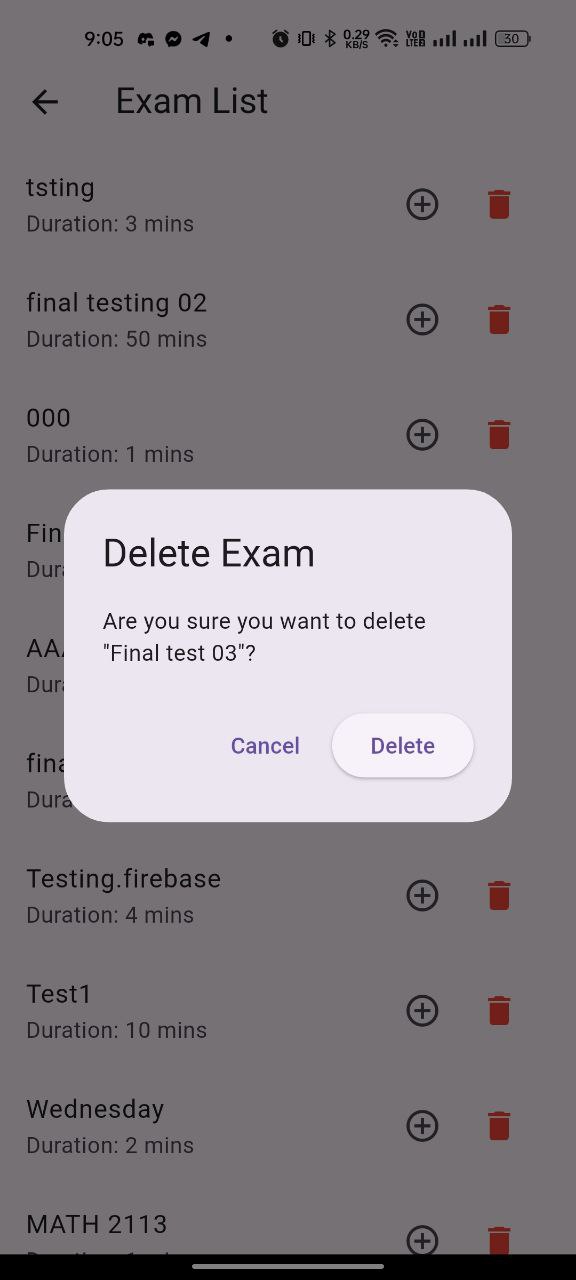 9:05 0.29 KB/S Vo LTE 30
Exam List
tsting
Duration: 3 mins
final testing 02
Duration: 50 mins
000
Duration: 1 mins
Fin
Dura
Delete Exam
Are you sure you want to delete
"Final test 03"?
AA
Dura
Cancel Delete
fina
Dura
Testing.firebase
Duration: 4 mins
Test1
Duration: 10 mins
Wednesday
Duration: 2 mins
MATH 2113